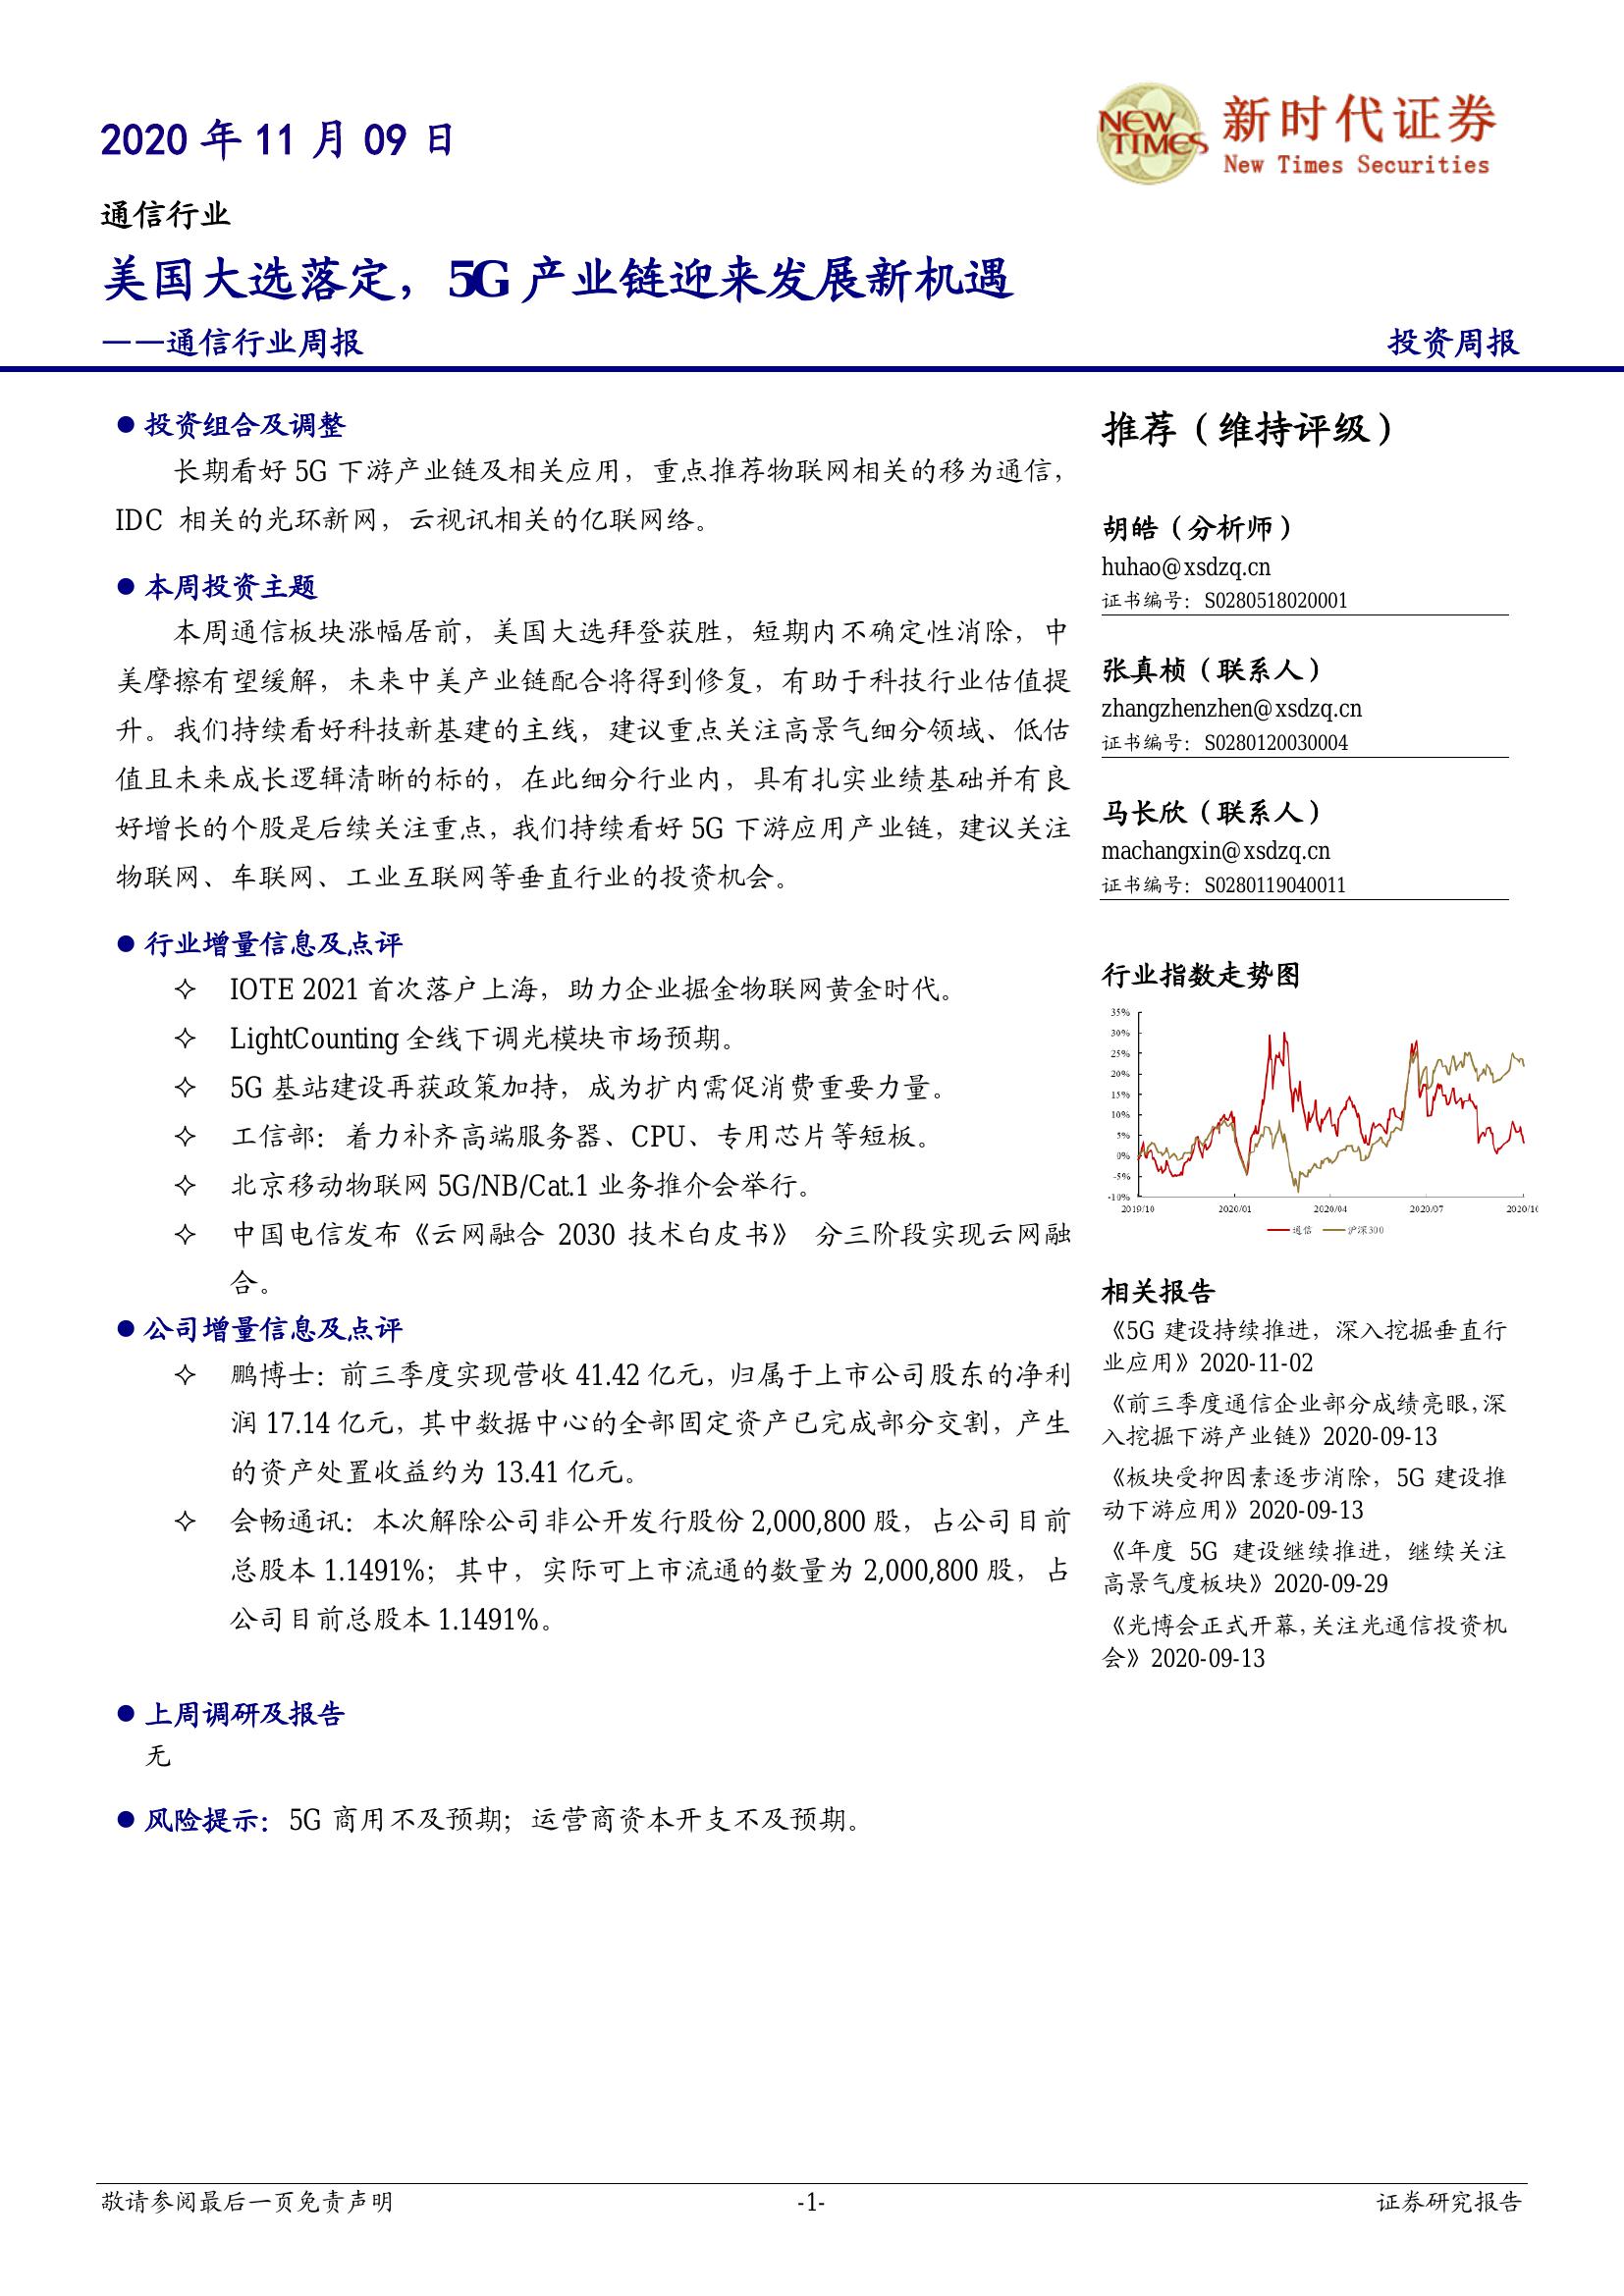 2020 年 11 月 09 日
NEW TIMES
新时代证券
New Times Securities
通信行业
美国大选落定，5G 产业链迎来发展新机遇
——通信行业周报
投资周报
● 投资组合及调整
长期看好 5G 下游产业链及相关应用，重点推荐物联网相关的移为通信，
IDC 相关的光环新网，云视讯相关的亿联网络。
● 本周投资主题
本周通信板块涨幅居前，美国大选拜登获胜，短期内不确定性消除，中
美摩擦有望缓解，未来中美产业链配合将得到修复，有助于科技行业估值提
升。我们持续看好科技新基建的主线，建议重点关注高景气细分领域、低估
值且未来成长逻辑清晰的标的，在此细分行业内，具有扎实业绩基础并有良
好增长的个股是后续关注重点，我们持续看好 5G 下游应用产业链，建议关注
物联网、车联网、工业互联网等垂直行业的投资机会。
● 行业增量信息及点评
✧ IOTE 2021 首次落户上海，助力企业掘金物联网黄金时代。
✧ LightCounting 全线下调光模块市场预期。
✧ 5G 基站建设再获政策加持，成为扩内需促消费重要力量。
✧ 工信部：着力补齐高端服务器、CPU、专用芯片等短板。
✧ 北京移动物联网 5G/NB/Cat.1 业务推介会举行。
✧ 中国电信发布《云网融合 2030 技术白皮书》 分三阶段实现云网融
合。
● 公司增量信息及点评
✧ 鹏博士：前三季度实现营收 41.42 亿元，归属于上市公司股东的净利
润 17.14 亿元，其中数据中心的全部固定资产已完成部分交割，产生
的资产处置收益约为 13.41 亿元。
✧ 会畅通讯：本次解除公司非公开发行股份 2,000,800 股，占公司目前
总股本 1.1491%；其中，实际可上市流通的数量为 2,000,800 股，占
公司目前总股本 1.1491%。
● 上周调研及报告
无
● 风险提示：5G 商用不及预期；运营商资本开支不及预期。
推荐（维持评级）
胡皓（分析师）
huhao@xsdzq.cn
证书编号：S0280518020001
张真桢（联系人）
zhangzhenzhen@xsdzq.cn
证书编号：S0280120030004
马长欣（联系人）
machangxin@xsdzq.cn
证书编号：S0280119040011
行业指数走势图
35%
30%
25%
20%
15%
10%
5%
0%
-5%
-10%
2019/10 2020/01 2020/04 2020/07 2020/10
通信 沪深300
相关报告
《5G 建设持续推进，深入挖掘垂直行
业应用》2020-11-02
《前三季度通信企业部分成绩亮眼，深
入挖掘下游产业链》2020-09-13
《板块受抑因素逐步消除，5G 建设推
动下游应用》2020-09-13
《年度 5G 建设继续推进，继续关注
高景气度板块》2020-09-29
《光博会正式开幕，关注光通信投资机
会》2020-09-13
敬请参阅最后一页免责声明
-1-
证券研究报告